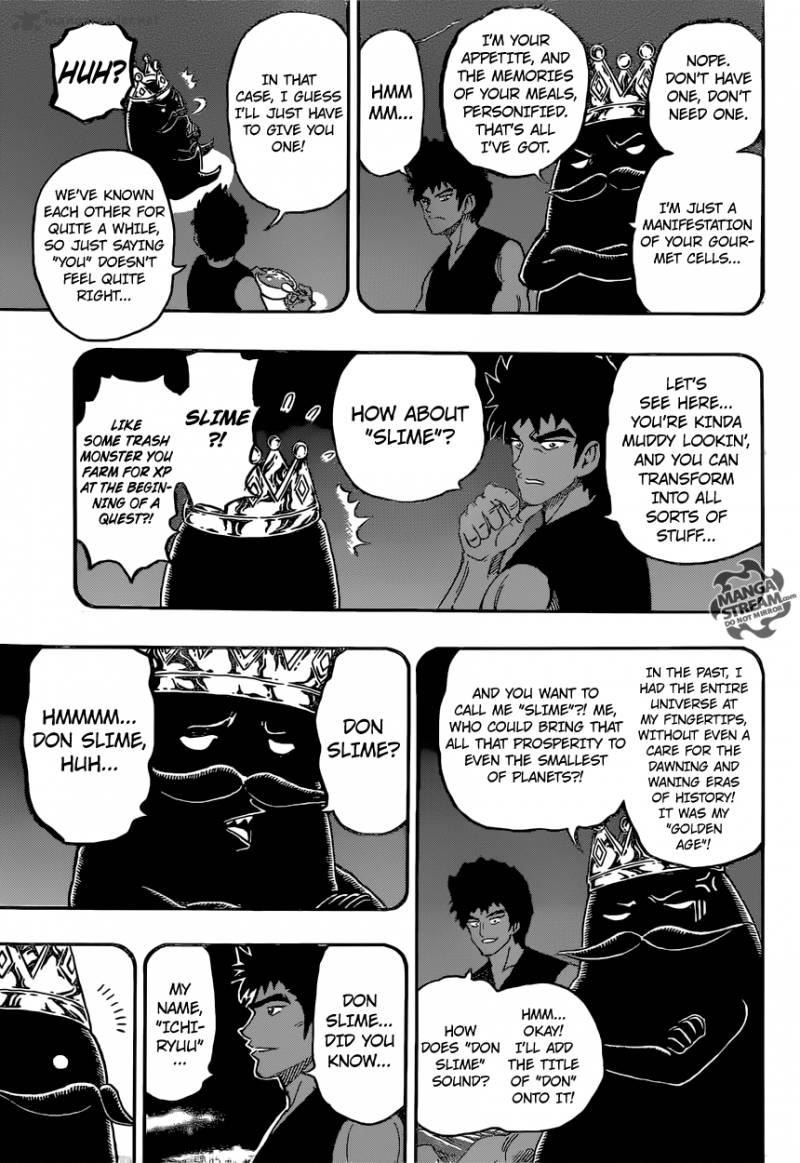 NOPE.
DON'T HAVE
ONE, DON'T
NEED ONE.
I'M JUST A
MANIFESTATION
OF YOUR GOUR-
MET CELLS...
I'M YOUR
APPETITE, AND
THE MEMORIES
OF YOUR MEALS,
PERSONIFIED.
THAT'S ALL
I'VE GOT.
HMM
MM...
IN THAT
CASE, I GUESS
I'LL JUST HAVE
TO GIVE YOU
ONE!
HUH?
WE'VE KNOWN
EACH OTHER FOR
QUITE A WHILE,
SO JUST SAYING
"YOU" DOESN'T
FEEL QUITE
RIGHT...
LET'S
SEE HERE...
YOU'RE KINDA
MUDDY LOOKIN',
AND YOU CAN
TRANSFORM
INTO ALL
SORTS OF
STUFF...
HOW ABOUT
"SLIME"?
SLIME
?!
LIKE
SOME TRASH
MONSTER YOU
FARM FOR XP
AT THE BEGIN-
NING OF A
QUEST?!
MANGA
STREAM.com
DO NOT MIRROR
IN THE PAST, I
HAD THE ENTIRE
UNIVERSE AT
MY FINGERTIPS,
WITHOUT EVEN A
CARE FOR THE
DAWNING AND
WANING ERAS
OF HISTORY!
IT WAS MY
"GOLDEN
AGE"!
AND YOU WANT TO
CALL ME "SLIME"?! ME,
WHO COULD BRING THAT
ALL THAT PROSPERITY TO
EVEN THE SMALLEST
OF PLANETS?!
HMM...
OKAY!
I'LL ADD
THE TITLE
OF "DON"
ONTO IT!
HOW
DOES "DON
SLIME"
SOUND?
DON
SLIME?
HMMMM...
DON SLIME,
HUH...
DON
SLIME...
DID YOU
KNOW...
MY
NAME,
"ICHI-
RYUU"
...